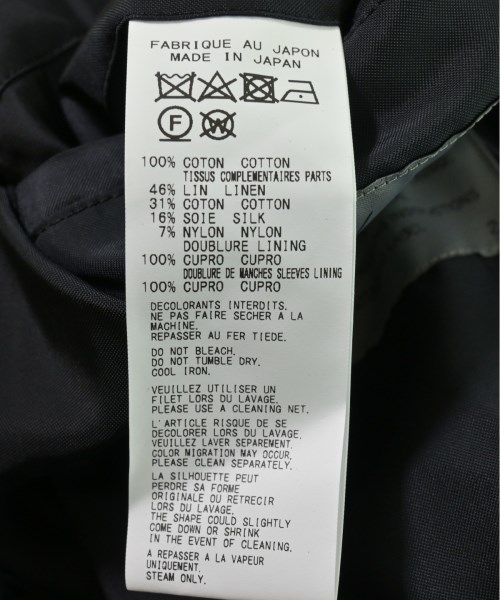 FABRIQUE AU JAPON
MADE IN JAPAN
F W
100% COTON COTTON
TISSUS COMPLEMENTAIRES PARTS
46% LIN LINEN
31% COTON COTTON
16% SOIE SILK
7% NYLON NYLON
DOUBLURE LINING
100% CUPRO CUPRO
DOUBLURE DE MANCHES SLEEVES LINING
100% CUPRO CUPRO
DECOLORANTS INTERDITS.
NE PAS FAIRE SECHER A LA
MACHINE.
REPASSER AU FER TIEDE.
DO NOT BLEACH.
DO NOT TUMBLE DRY.
COOL IRON.
VEUILLEZ UTILISER UN
FILET LORS DU LAVAGE.
PLEASE USE A CLEANING NET.
L'ARTICLE RISQUE DE SE
DECOLORER LORS DU LAVAGE.
VEUILLEZ LAVER SEPAREMENT.
COLOR MIGRATION MAY OCCUR.
PLEASE CLEAN SEPARATELY.
LA SILHOUETTE PEUT
PERDRE SA FORME
ORIGINALE OU RETRECIR
LORS DU LAVAGE.
THE SHAPE COULD SLIGHTLY
COME DOWN OR SHRINK
IN THE EVENT OF CLEANING.
A REPASSER A LA VAPEUR
UNIQUEMENT.
STEAM ONLY.